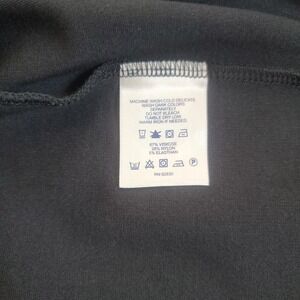 MACHINE WASH COLD DELICATE
WASH DARK COLORS
SEPARATELY
DO NOT BLEACH
TUMBLE DRY LOW
WARM IRON IF NEEDED
67% VISCOSE
28% NYLON
5% ELASTHAN